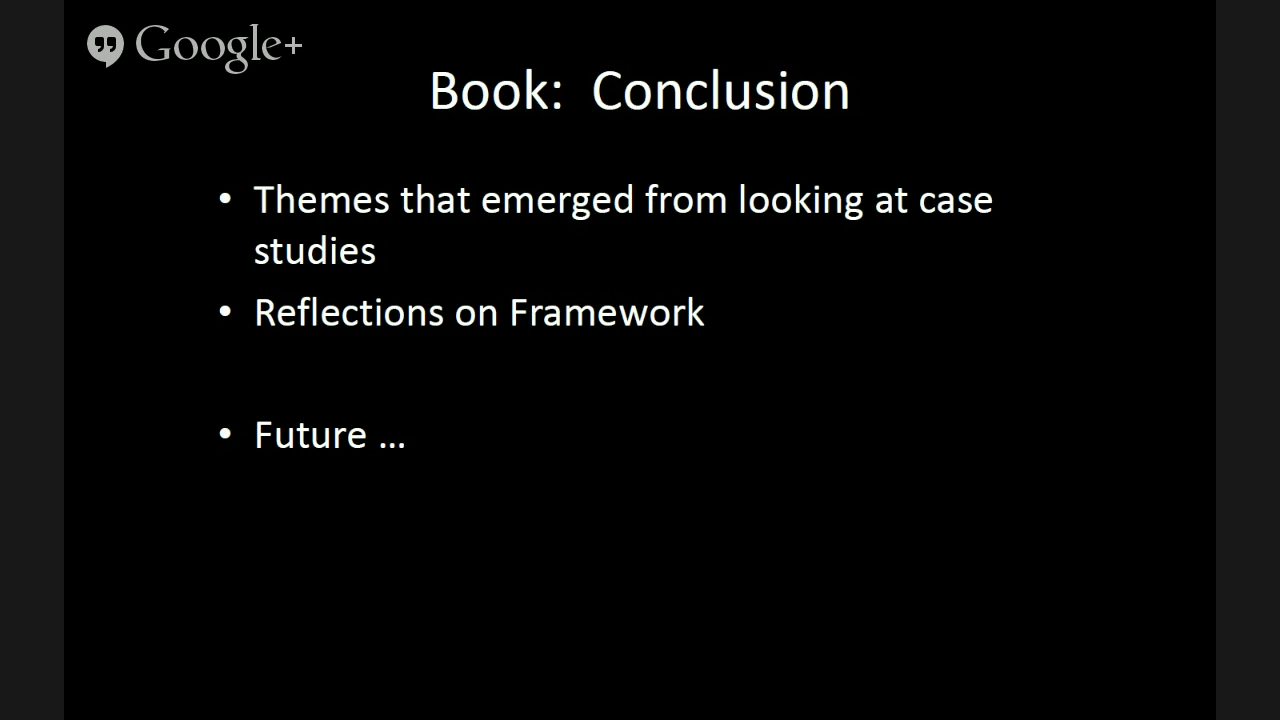 Google+
Book: Conclusion
• Themes that emerged from looking at case
studies
• Reflections on Framework
• Future ...